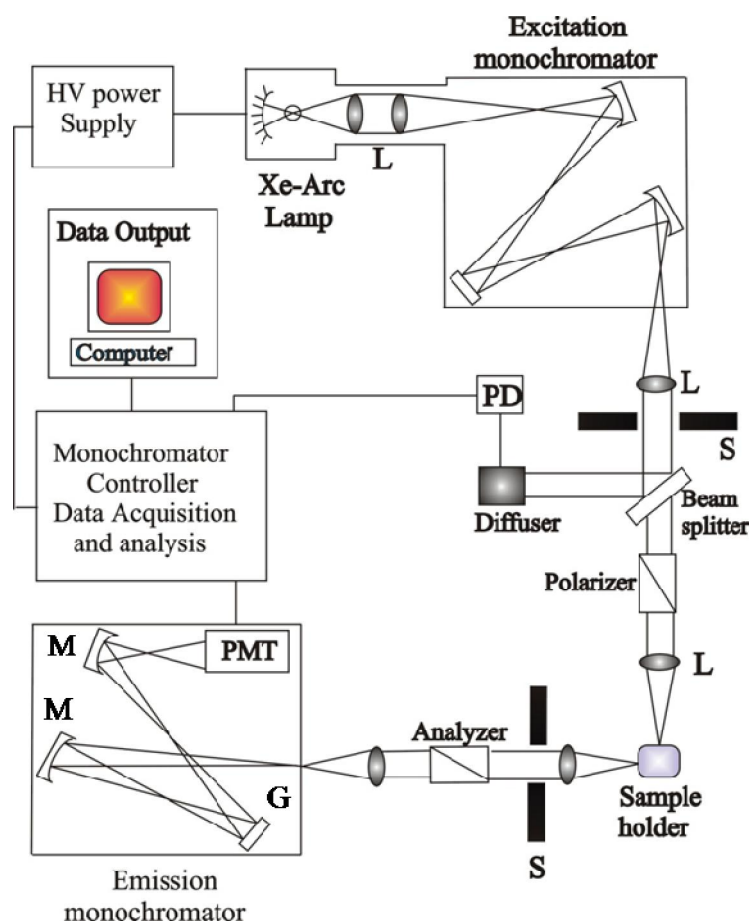 Excitation
monochromator
HV power
Supply
L
Xe-Arc
Lamp
Data Output
Computer
L
PD
S
Monochromator
Controller
Data Acquisition
and analysis
Diffuser
Beam
splitter
Polarizer
M
PMT
L
M
Analyzer
G
Sample
holder
S
Emission
monochromator